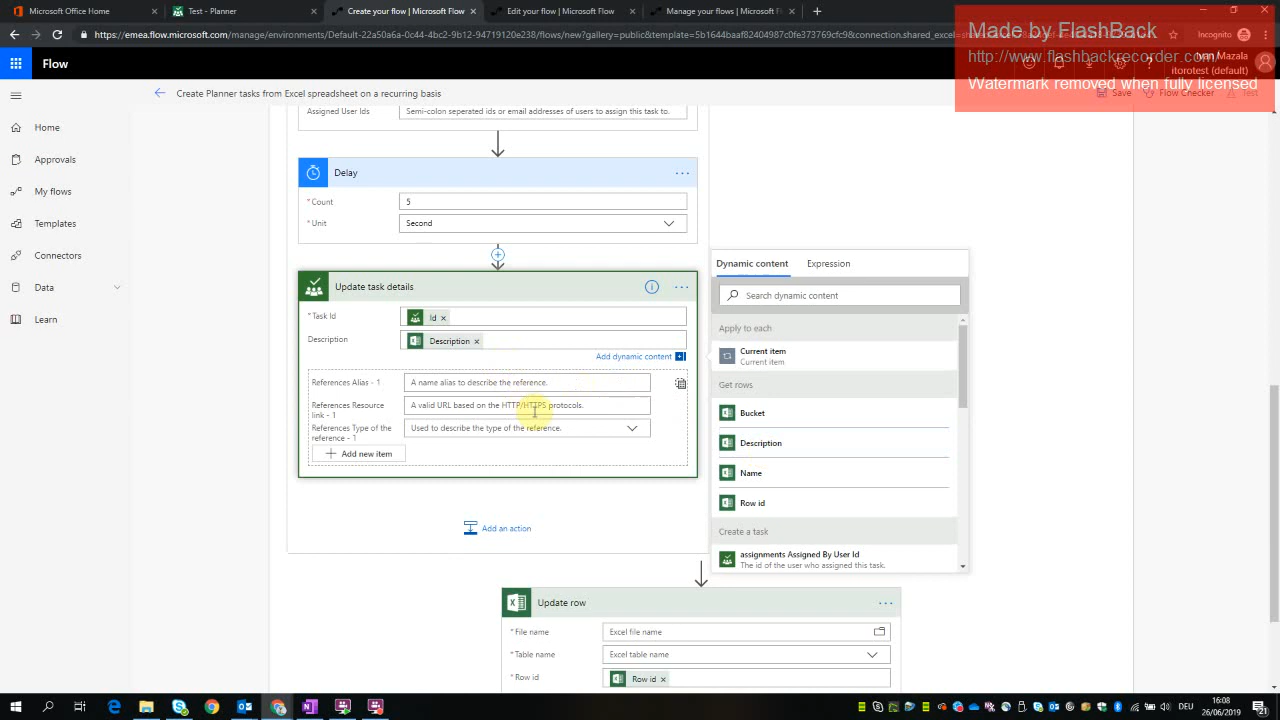 Microsoft Office Home
Test - Planner
Create your flow | Microsoft Flow
Edit your flow | Microsoft Flow
Manage your flows | Microsoft Fl
Made by FlashBack
http://www.flashbackrecorder.com/
Watermark removed when fully licensed
Incognito
Flow
Ivan Mazala
itorotest (default)
Create Planner tasks from Excel spreadsheet on a recurring basis
Save
Flow Checker
Test
Home
Approvals
My flows
Templates
Connectors
Data
Learn
Assigned User Ids
Semi-colon seperated ids or email addresses of users to assign this task to.
Delay
* Count
5
* Unit
Second
Update task details
* Task Id
Id ×
Description
Description ×
Add dynamic content
References Alias - 1
A name alias to describe the reference.
References Resource
link - 1
A valid URL based on the HTTP/HTTPS protocols.
References Type of the
reference - 1
Used to describe the type of the reference.
Add new item
Add an action
Dynamic content
Expression
Search dynamic content
Apply to each
Current item
Current item
Get rows
Bucket
Description
Name
Row id
Create a task
assignments Assigned By User Id
The id of the user who assigned this task.
Update row
* File name
Excel file name
* Table name
Excel table name
* Row id
Row id ×
DEU
16:08
26/06/2019